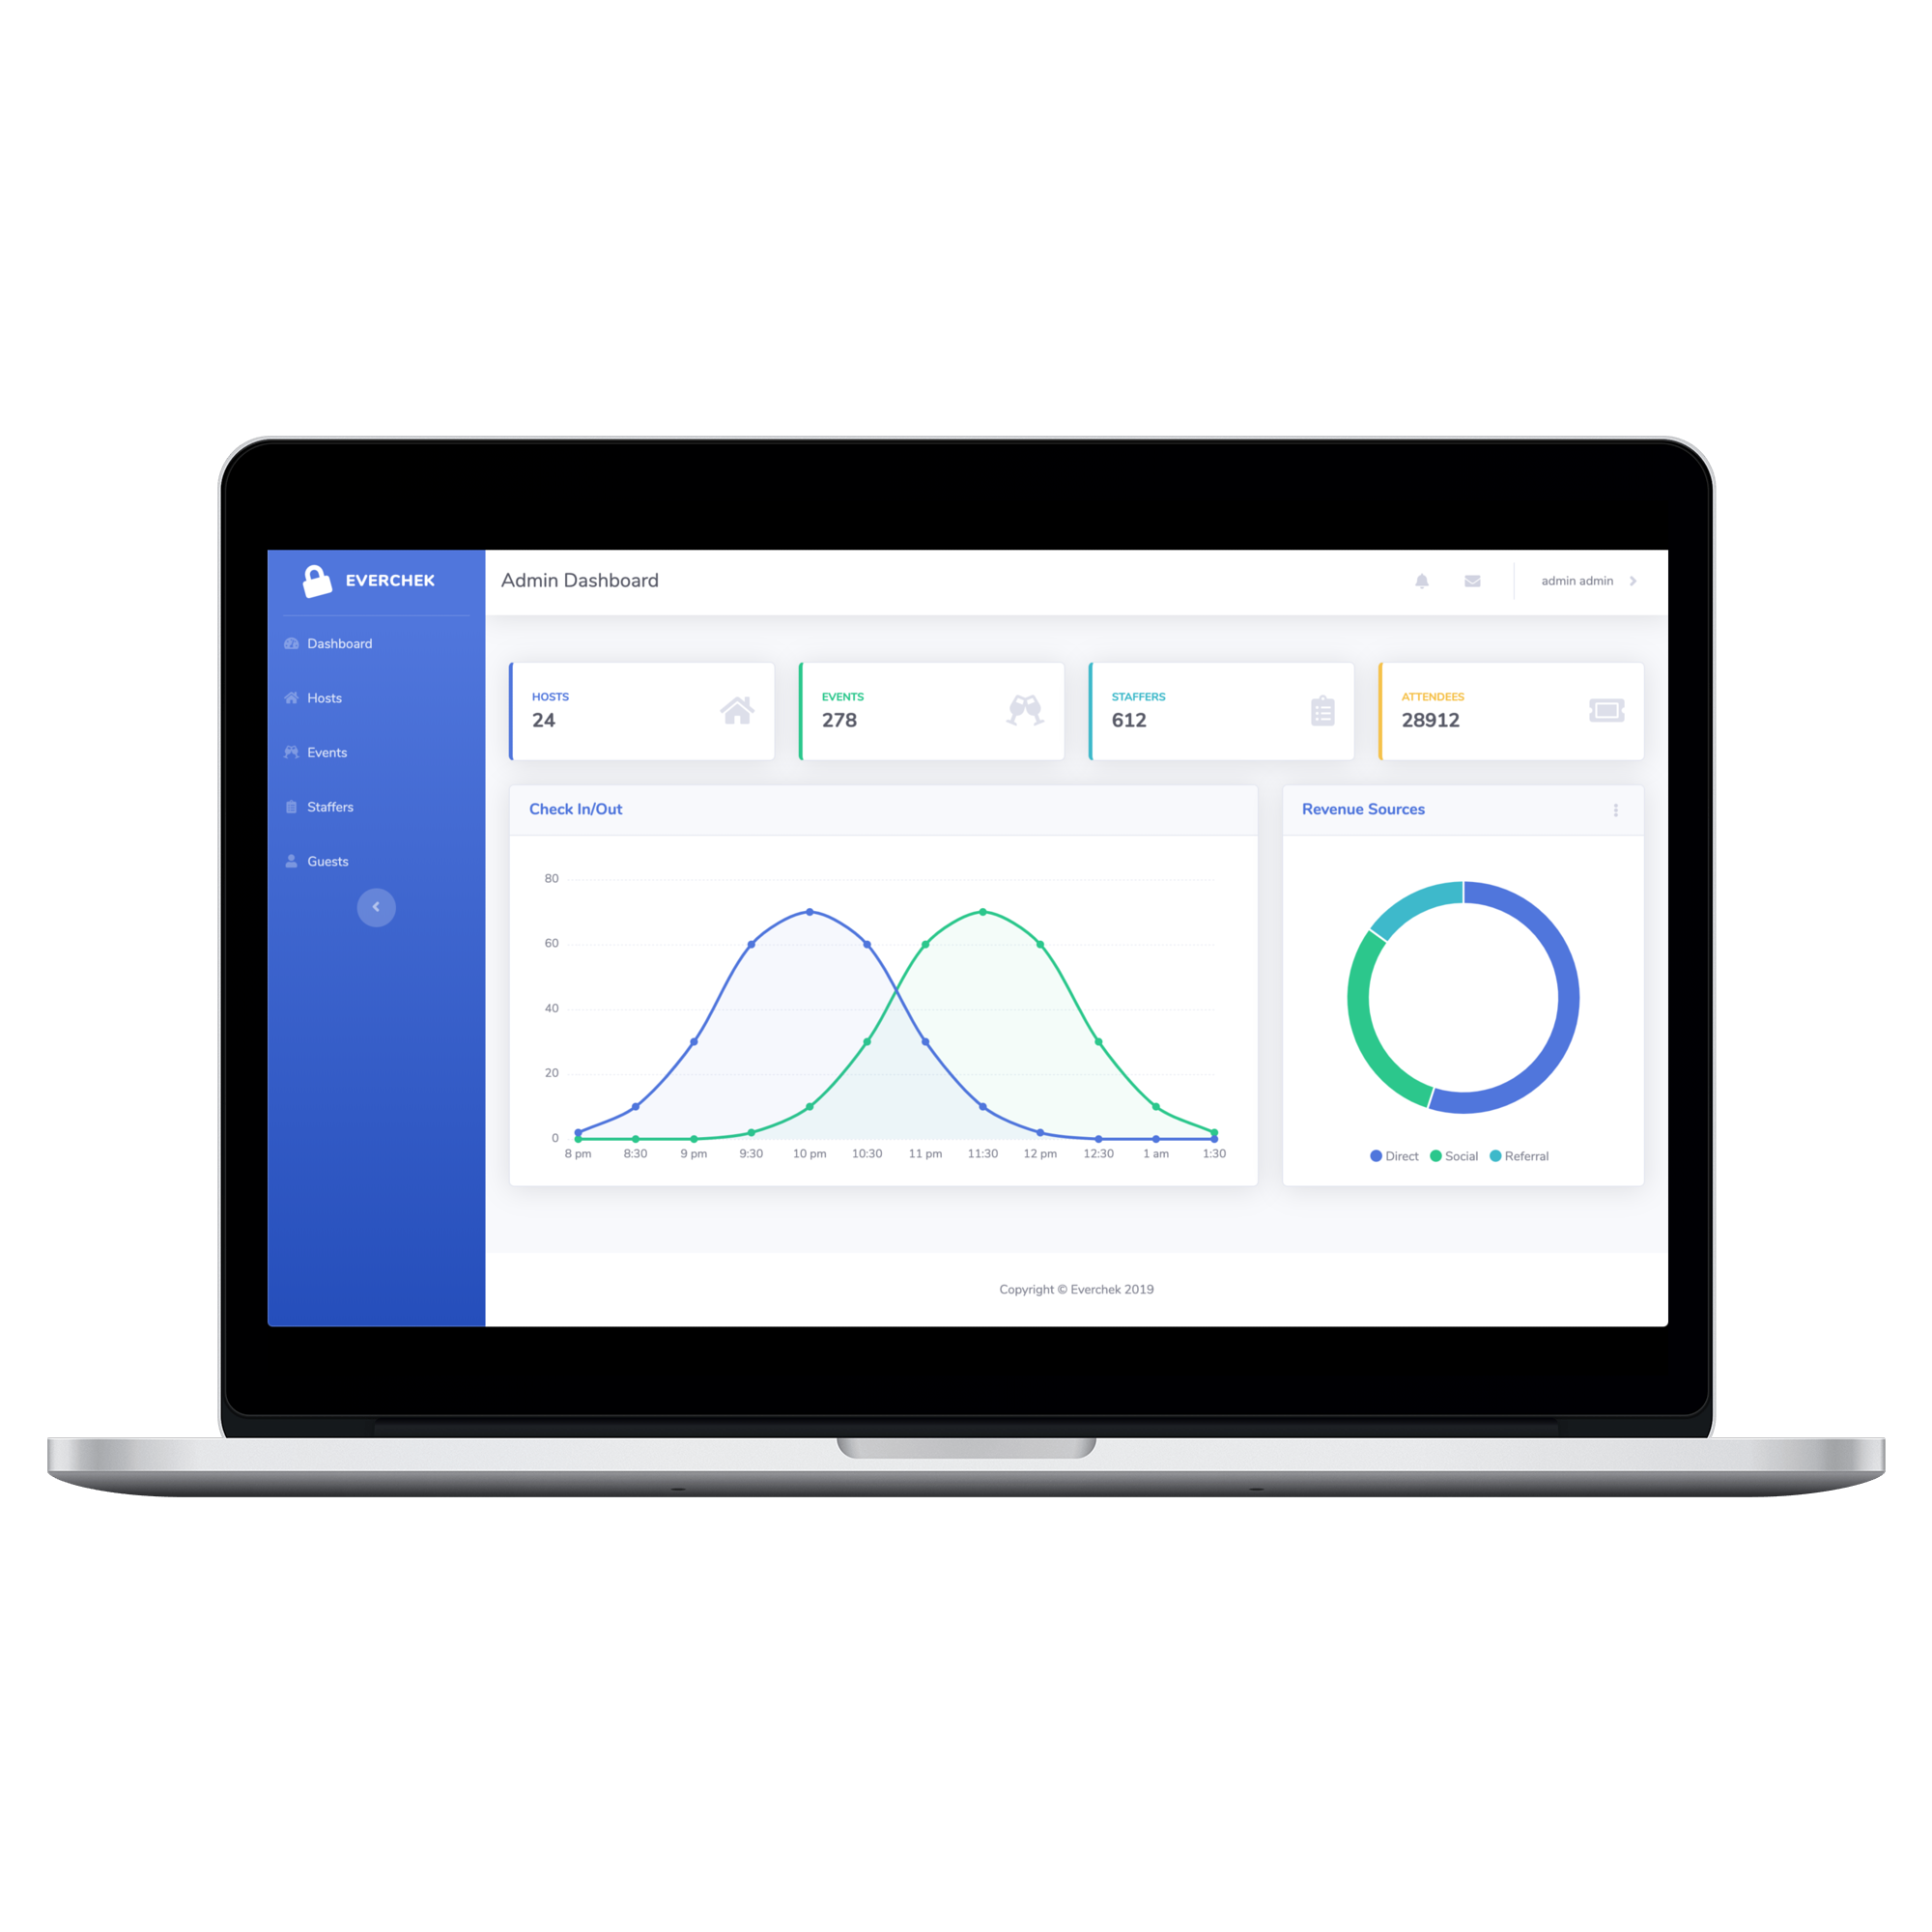 EVERCHEK
Dashboard
Hosts
Events
Staffers
Guests
Admin Dashboard
admin admin
HOSTS
24
EVENTS
278
STAFFERS
612
ATTENDEES
28912
Check In/Out
80
60
40
20
0
8 pm 8:30 9 pm 9:30 10 pm 10:30 11 pm 11:30 12 pm 12:30 1 am 1:30
Revenue Sources
Direct Social Referral
Copyright © Everchek 2019